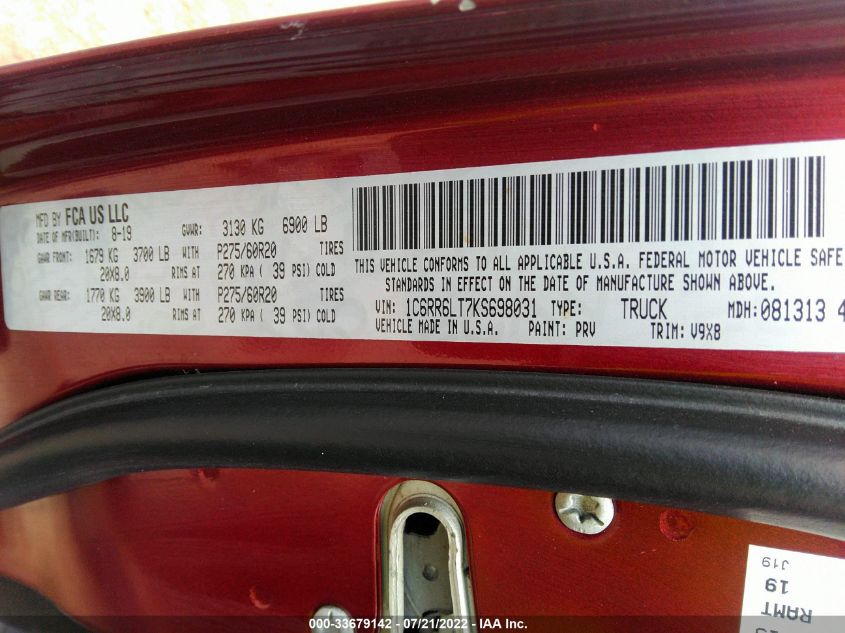 MFD BY FCA US LLC
DATE OF MFR(BUILT): 8-19 GVWR: 3130 KG 6900 LB
GAWR FRONT: 1679 KG 3700 LB WITH P275/60R20 TIRES
20X8.0 RIMS AT 270 KPA ( 39 PSI) COLD
GAWR REAR: 1770 KG 3900 LB WITH P275/60R20 TIRES
20X8.0 RIMS AT 270 KPA ( 39 PSI) COLD
THIS VEHICLE CONFORMS TO ALL APPLICABLE U.S.A. FEDERAL MOTOR VEHICLE SAFE
STANDARDS IN EFFECT ON THE DATE OF MANUFACTURE SHOWN ABOVE.
VIN: 1C6RR6LT7KS698031 TYPE: TRUCK MDH: 081313 4
VEHICLE MADE IN U.S.A. PAINT: PRV TRIM: V9X8
J19
19
RAMT
000-33679142 - 07/21/2022 - IAA Inc.